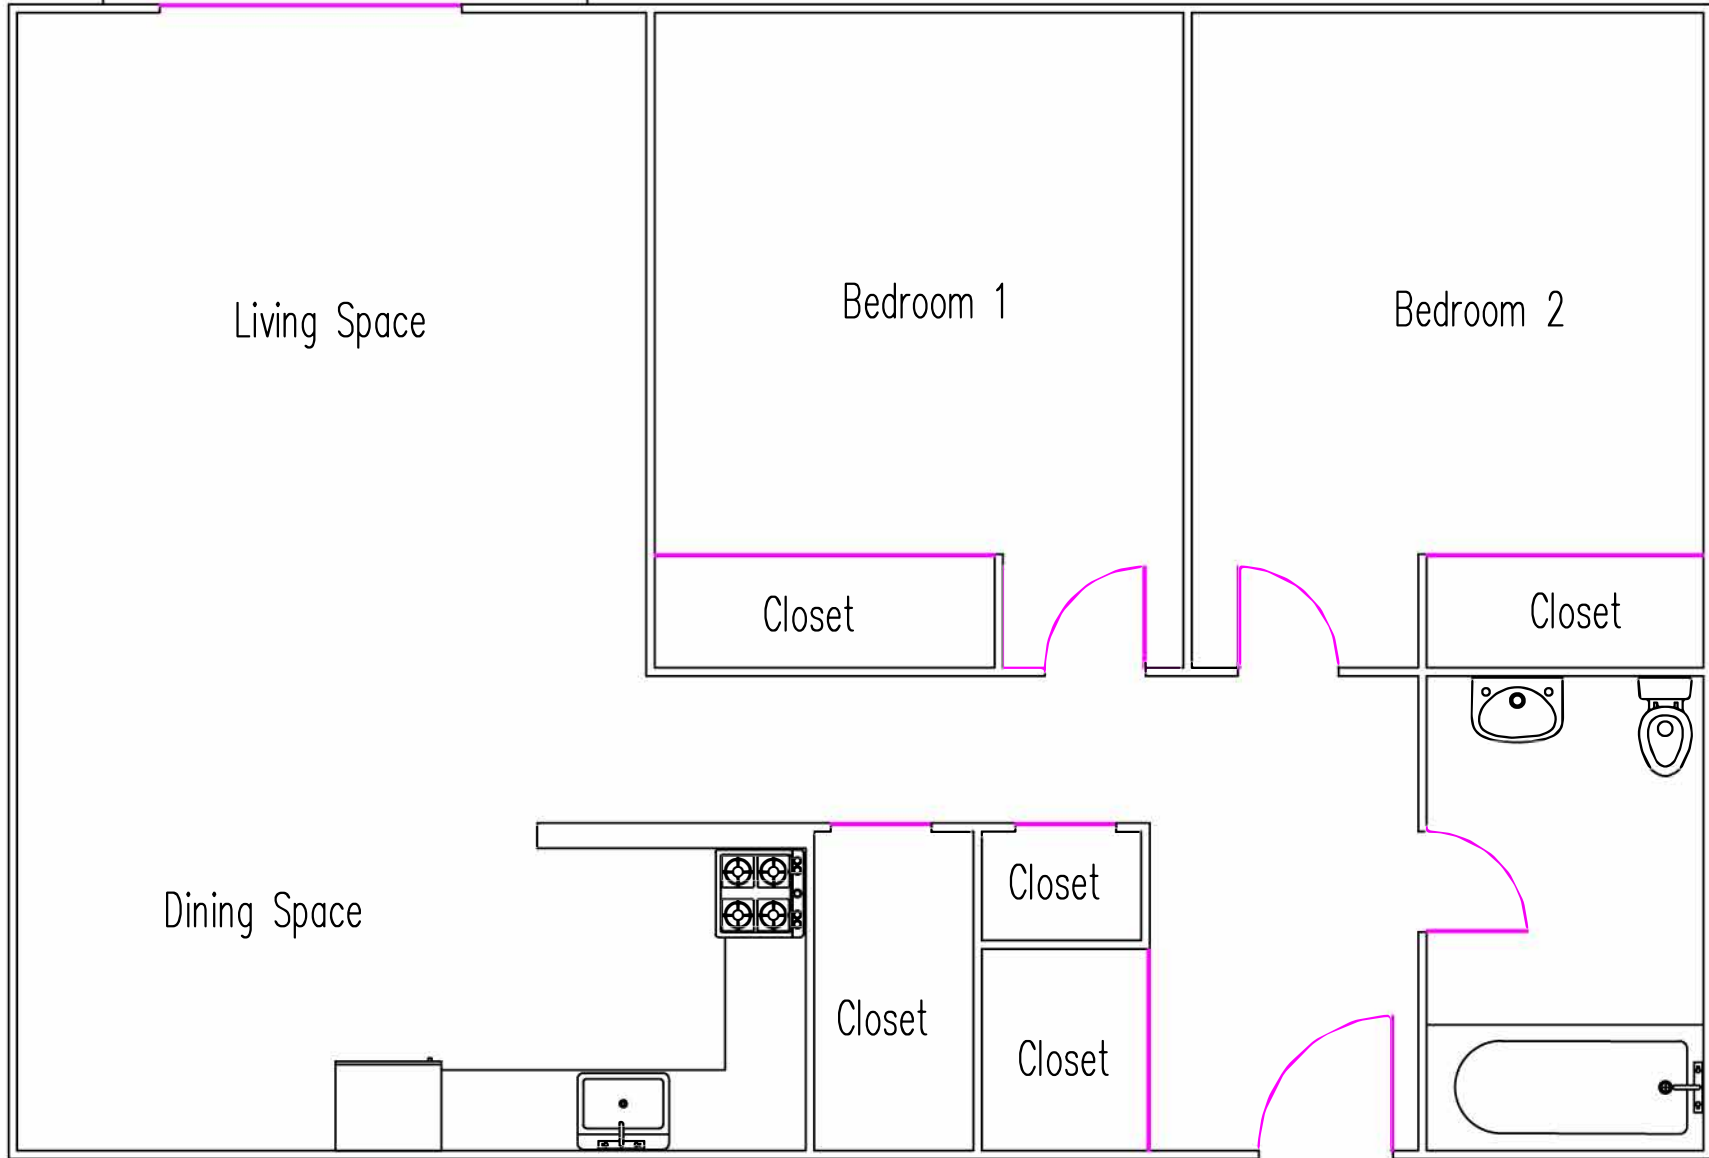 Living Space
Bedroom 1
Bedroom 2
Closet
Closet
Dining Space
Closet
Closet
Closet